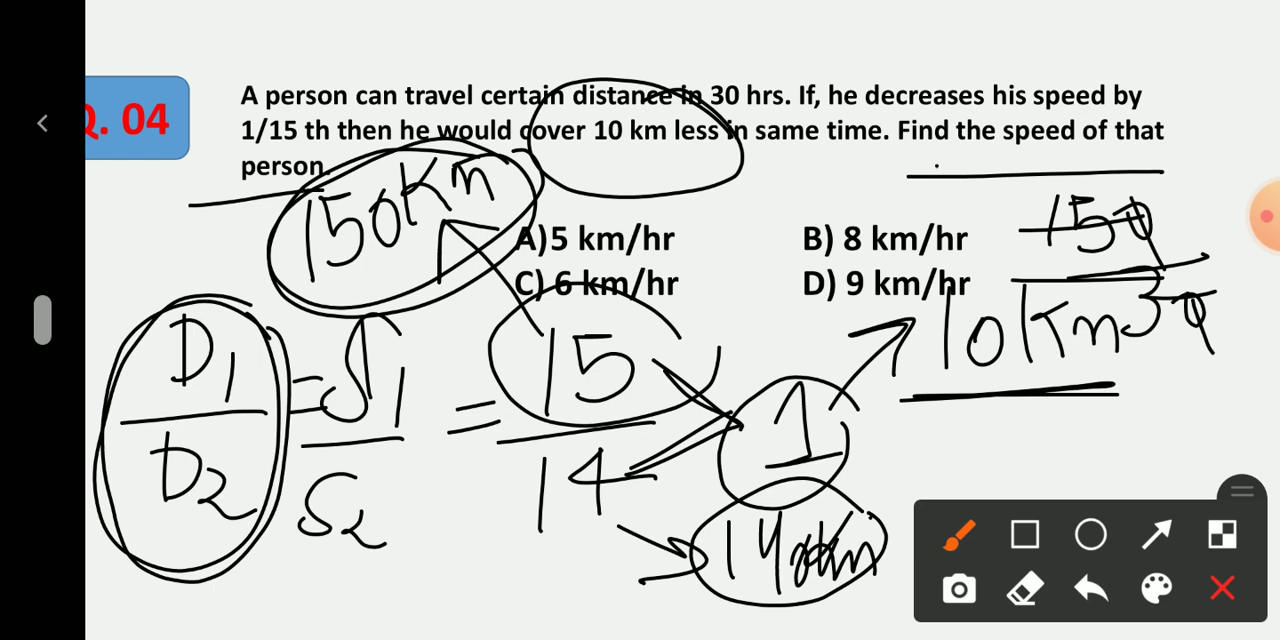 Q. 04
A person can travel certain distance in 30 hrs. If, he decreases his speed by
1/15 th then he would cover 10 km less in same time. Find the speed of that
person.
150Km
A)5 km/hr
B) 8 km/hr
C) 6 km/hr
D) 9 km/hr
150
30
10Km
D1 = S1 = 15
D2 S2 14
1
140km